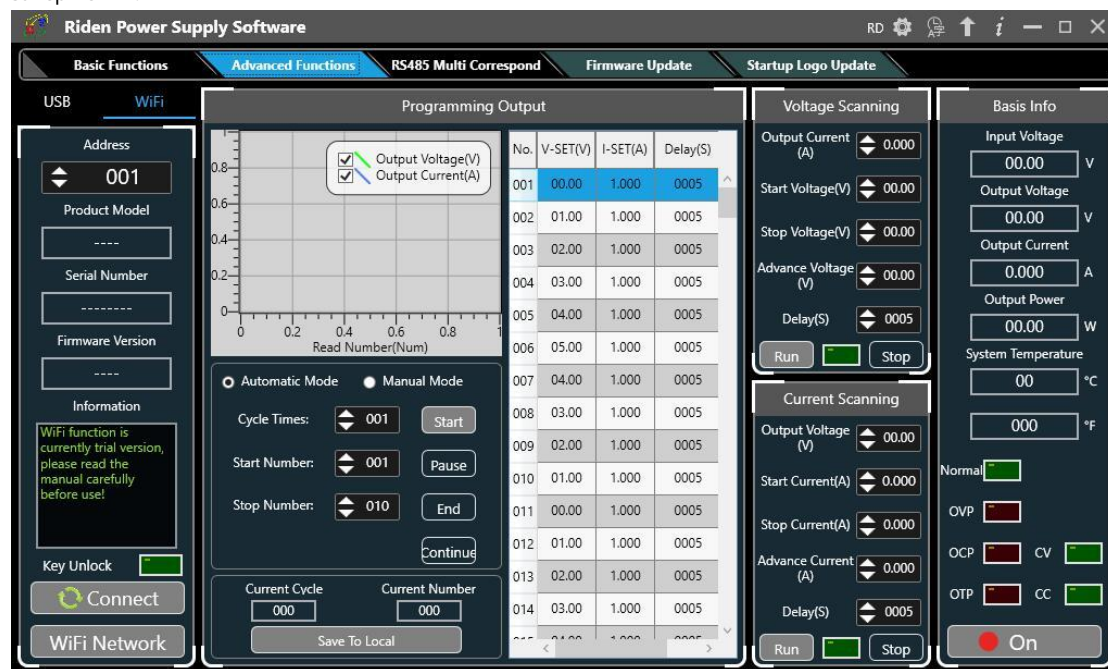 Riden Power Supply Software
RD
Basic Functions
Advanced Functions
RS485 Multi Correspond
Firmware Update
Startup Logo Update
USB
WiFi
Address
001
Product Model
----
Serial Number
--------
Firmware Version
----
Information
WiFi function is
currently trial version,
please read the
manual carefully
before use!
Key Unlock
Connect
WiFi Network
Programming Output
Output Voltage(V)
Output Current(A)
1
0.8
0.6
0.4
0.2
0
0 0.2 0.4 0.6 0.8 1
Read Number(Num)
Automatic Mode
Manual Mode
Cycle Times: 001 Start
Start Number: 001 Pause
Stop Number: 010 End
Continue
Current Cycle
000
Current Number
000
Save To Local
No. V-SET(V) I-SET(A) Delay(S)
001 00.00 1.000 0005
002 01.00 1.000 0005
003 02.00 1.000 0005
004 03.00 1.000 0005
005 04.00 1.000 0005
006 05.00 1.000 0005
007 04.00 1.000 0005
008 03.00 1.000 0005
009 02.00 1.000 0005
010 01.00 1.000 0005
011 00.00 1.000 0005
012 01.00 1.000 0005
013 02.00 1.000 0005
014 03.00 1.000 0005
Voltage Scanning
Output Current
(A)
0.000
Start Voltage(V) 00.00
Stop Voltage(V) 00.00
Advance Voltage
(V)
00.00
Delay(S) 0005
Run
Stop
Current Scanning
Output Voltage
(V)
00.00
Start Current(A) 0.000
Stop Current(A) 0.000
Advance Current
(A)
0.000
Delay(S) 0005
Run
Stop
Basis Info
Input Voltage
00.00 V
Output Voltage
00.00 V
Output Current
0.000 A
Output Power
00.00 W
System Temperature
00 °C
000 °F
Normal
OVP
OCP CV
OTP CC
On